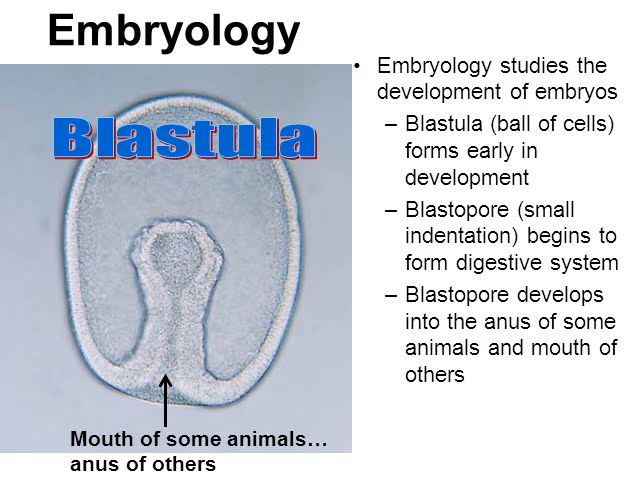 Embryology
Blastula
Mouth of some animals…
anus of others
• Embryology studies the
development of embryos
– Blastula (ball of cells)
forms early in
development
– Blastopore (small
indentation) begins to
form digestive system
– Blastopore develops
into the anus of some
animals and mouth of
others